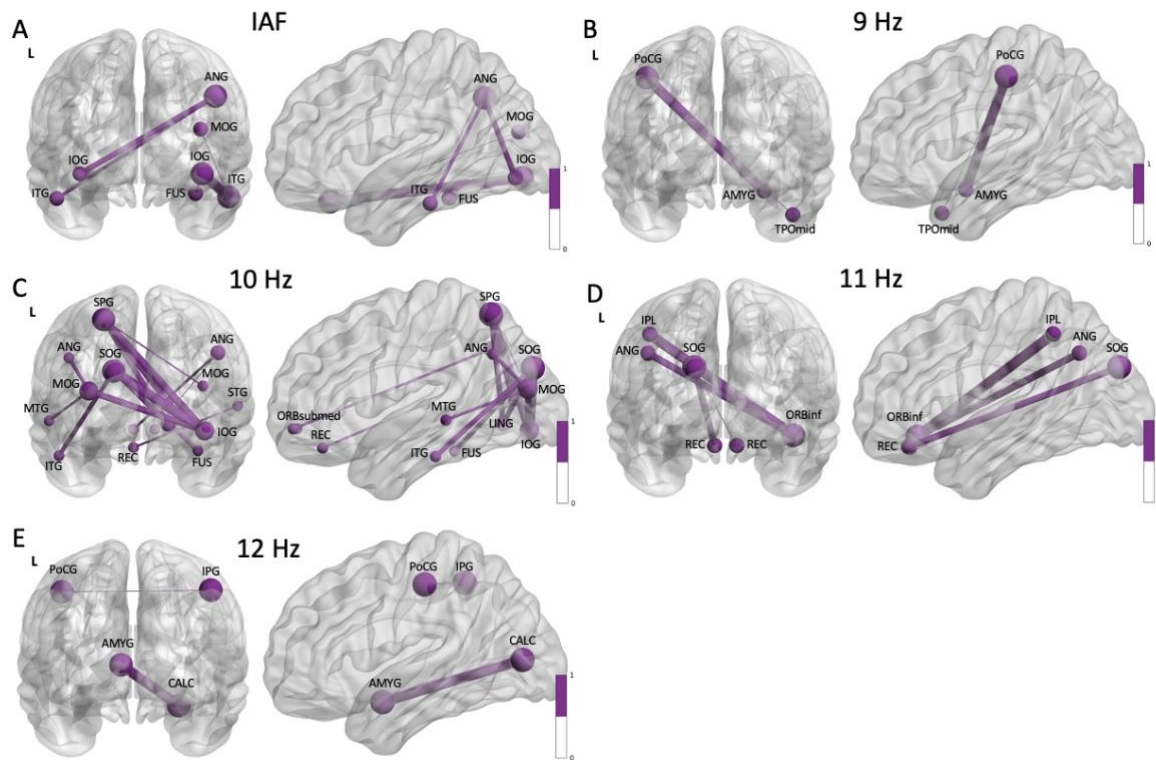 A
IAF
L
ANG
MOG
IOG
IOG
ITG
FUS
ITG
ANG
MOG
IOG
ITG
FUS
1
0
B
9 Hz
L
PoCG
AMYG
TPOmid
PoCG
AMYG
TPOmid
1
0
C
10 Hz
L
SPG
ANG
SOG
ANG
MOG
MOG
STG
MTG
IOG
ITG
REC
FUS
SPG
ANG
SOG
MOG
ORBsubmed
MTG
LING
REC
IOG
ITG
FUS
1
0
D
11 Hz
L
IPL
SOG
ANG
ORBinf
REC
REC
IPL
ANG
SOG
ORBinf
REC
E
12 Hz
L
PoCG
IPG
AMYG
CALC
PoCG
IPG
CALC
AMYG
1
0